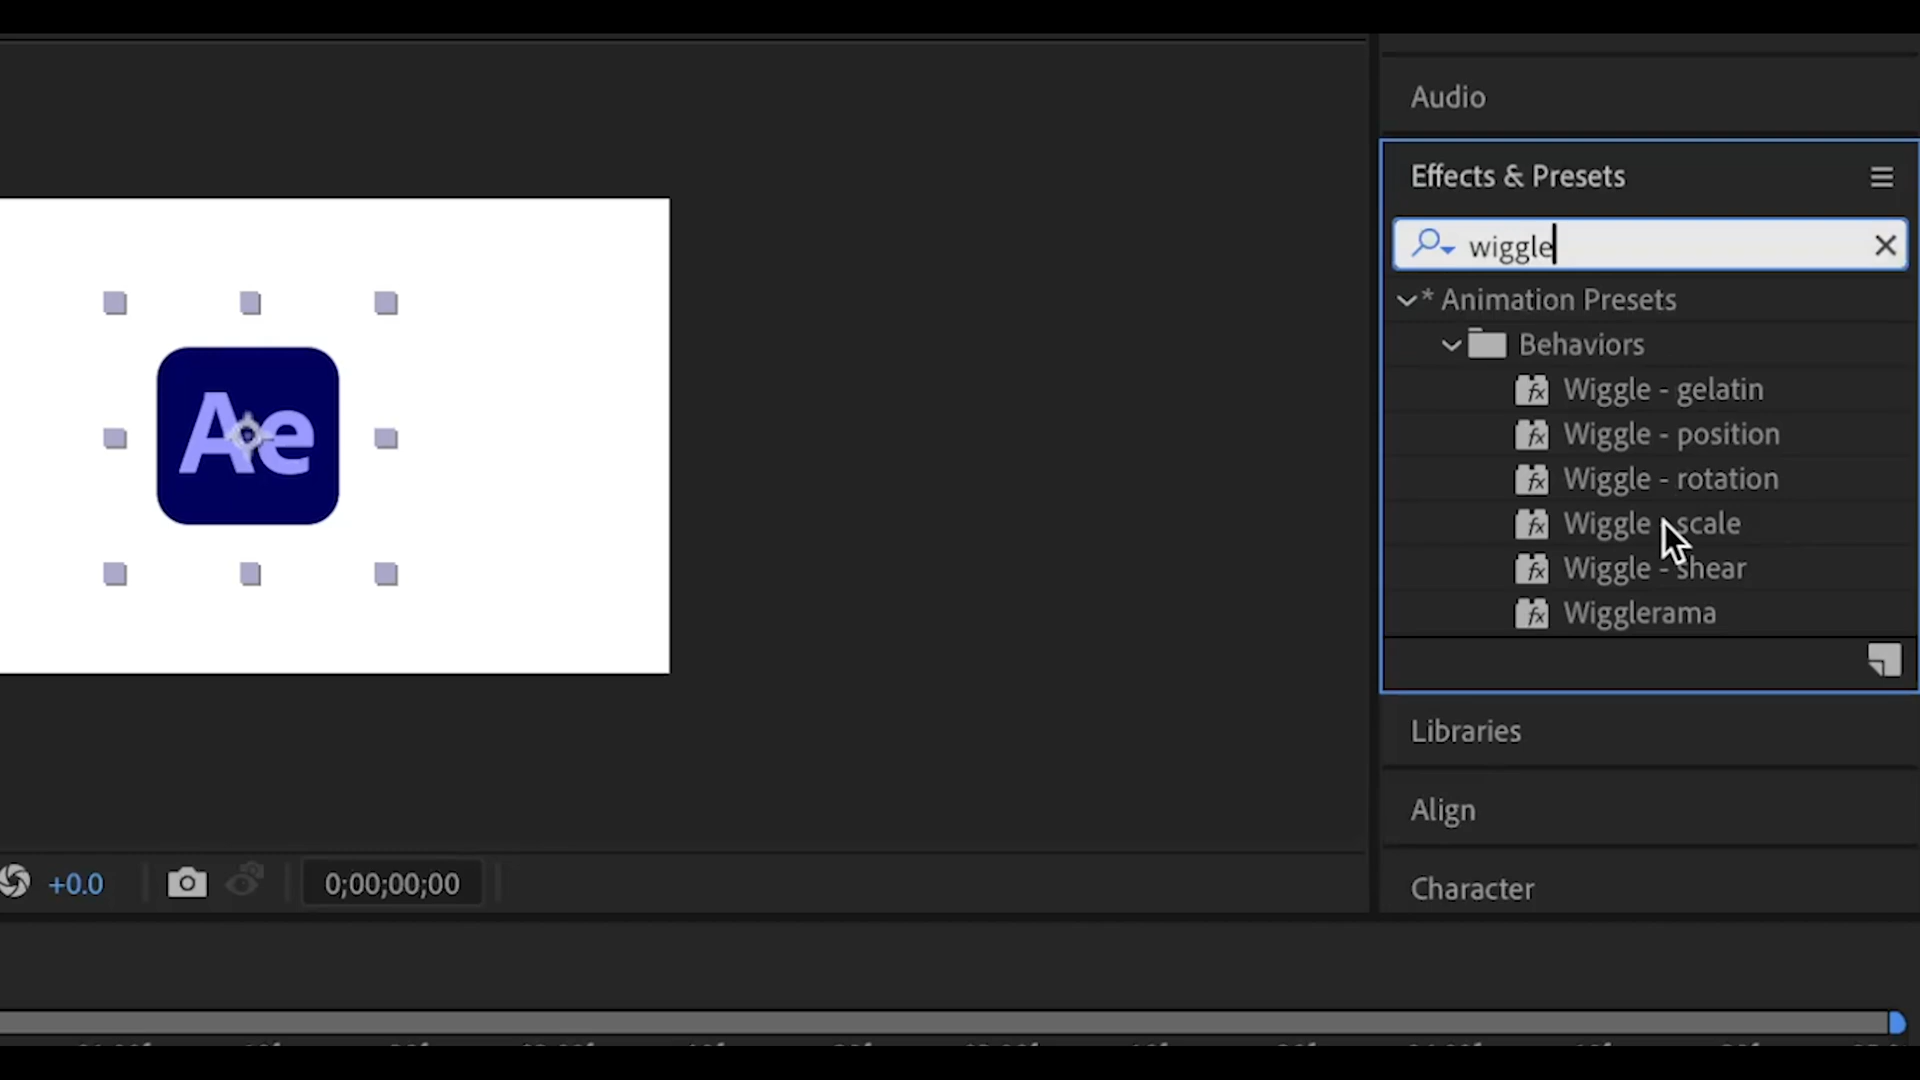 Audio
Effects & Presets
wiggle
* Animation Presets
Behaviors
Wiggle - gelatin
Wiggle - position
Wiggle - rotation
Wiggle - scale
Wiggle - shear
Wigglerama
Libraries
Align
Character
Ae
+0.0
0;00;00;00